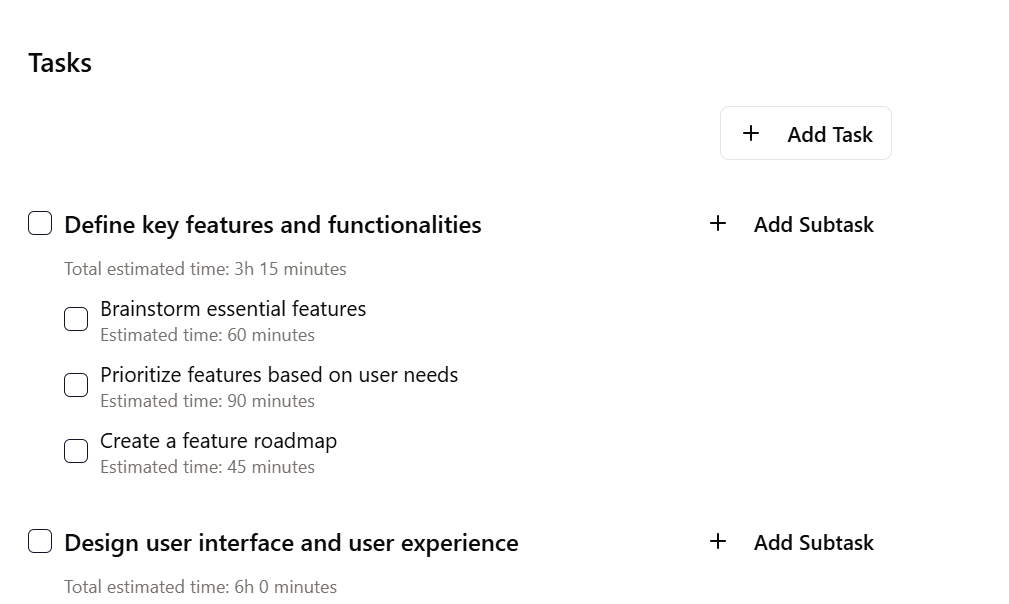 Tasks
+ Add Task
Define key features and functionalities
+ Add Subtask
Total estimated time: 3h 15 minutes
Brainstorm essential features
Estimated time: 60 minutes
Prioritize features based on user needs
Estimated time: 90 minutes
Create a feature roadmap
Estimated time: 45 minutes
Design user interface and user experience
+ Add Subtask
Total estimated time: 6h 0 minutes